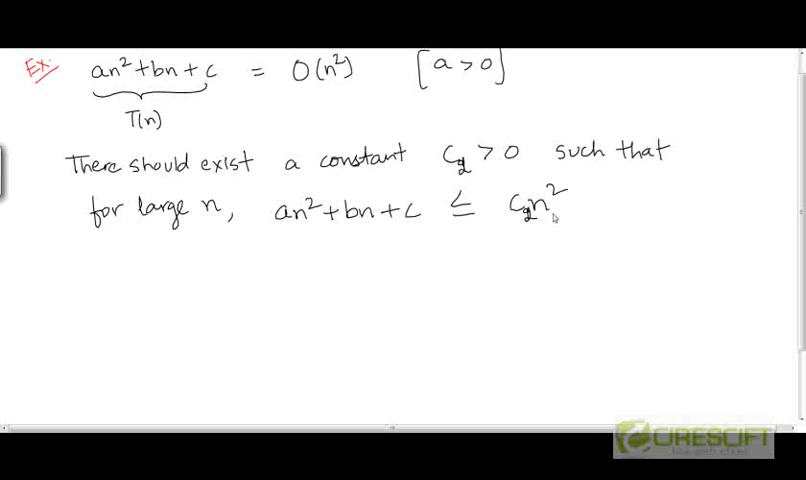 Ex: an²+bn+c = O(n²) [a>0]
T(n)
There should exist a constant c₂ > 0 such that
for large n, an²+bn+c ≤ c₂n²